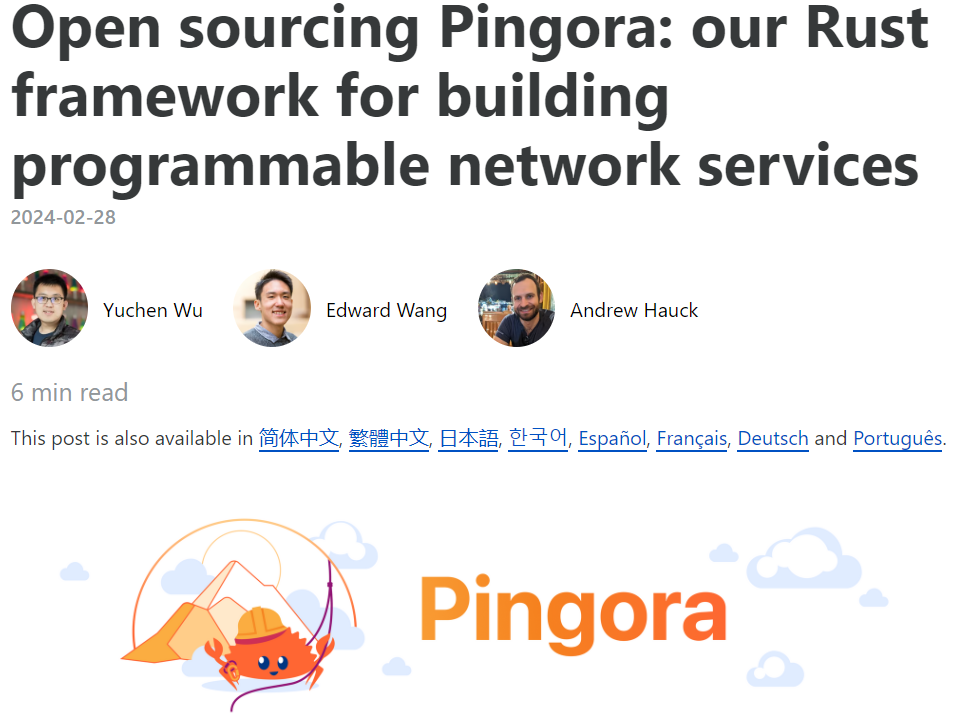 Open sourcing Pingora: our Rust
framework for building
programmable network services
2024-02-28
Yuchen Wu
Edward Wang
Andrew Hauck
6 min read
This post is also available in 简体中文, 繁體中文, 日本語, 한국어, Español, Français, Deutsch and Português.
Pingora